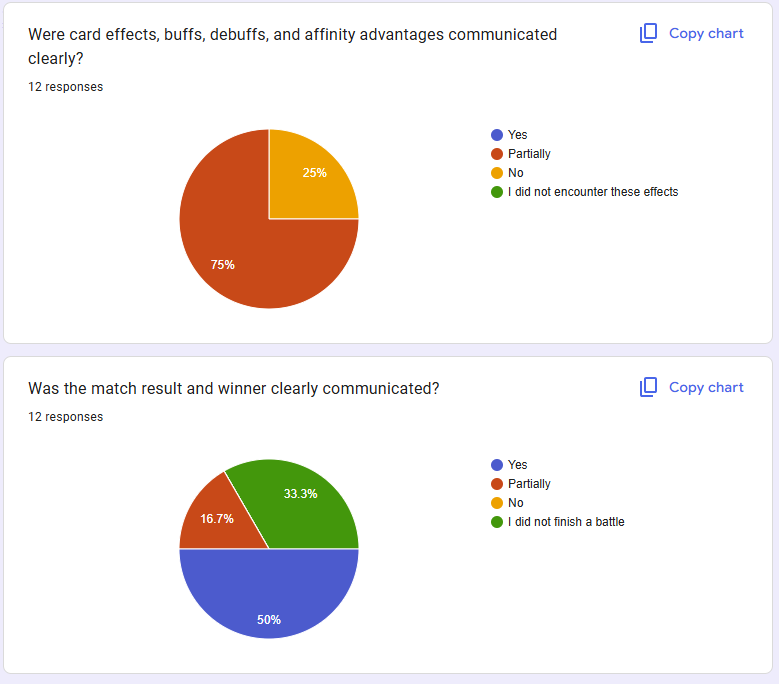 Were card effects, buffs, debuffs, and affinity advantages communicated
clearly?
Copy chart
12 responses
25%
75%
Yes
Partially
No
I did not encounter these effects
Was the match result and winner clearly communicated?
Copy chart
12 responses
33.3%
16.7%
50%
Yes
Partially
No
I did not finish a battle